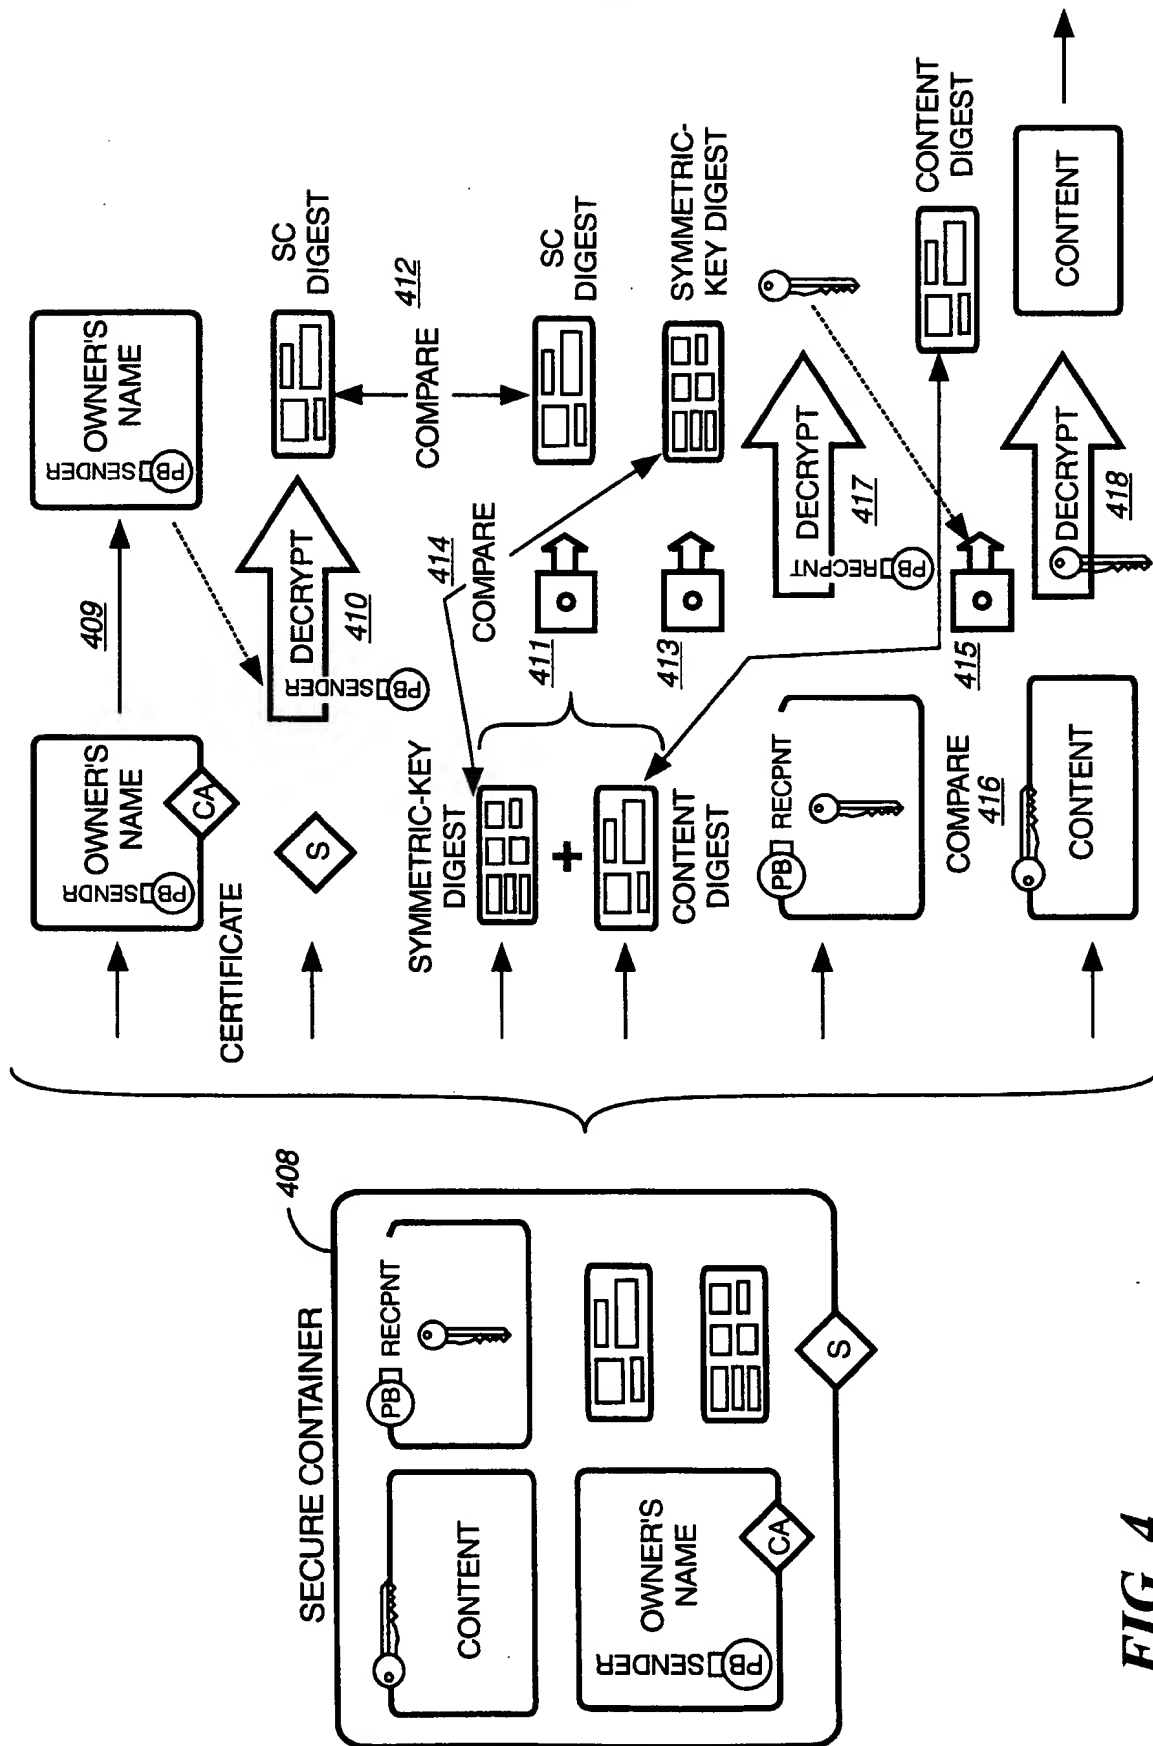 SECURE CONTAINER
408
CONTENT
PB RECPNT
PB SENDER
OWNER'S
NAME
CA
S
PB SENDR
OWNER'S
NAME
CA
CERTIFICATE
409
PB SENDER
OWNER'S
NAME
S
DECRYPT
410
PB SENDER
SC
DIGEST
COMPARE
412
SYMMETRIC-KEY
DIGEST
+
CONTENT
DIGEST
414
COMPARE
411
SC
DIGEST
413
SYMMETRIC-
KEY DIGEST
PB RECPNT
DECRYPT
417
PB RECPNT
COMPARE
416
415
CONTENT
DIGEST
CONTENT
DECRYPT
418
CONTENT
FIG. 4